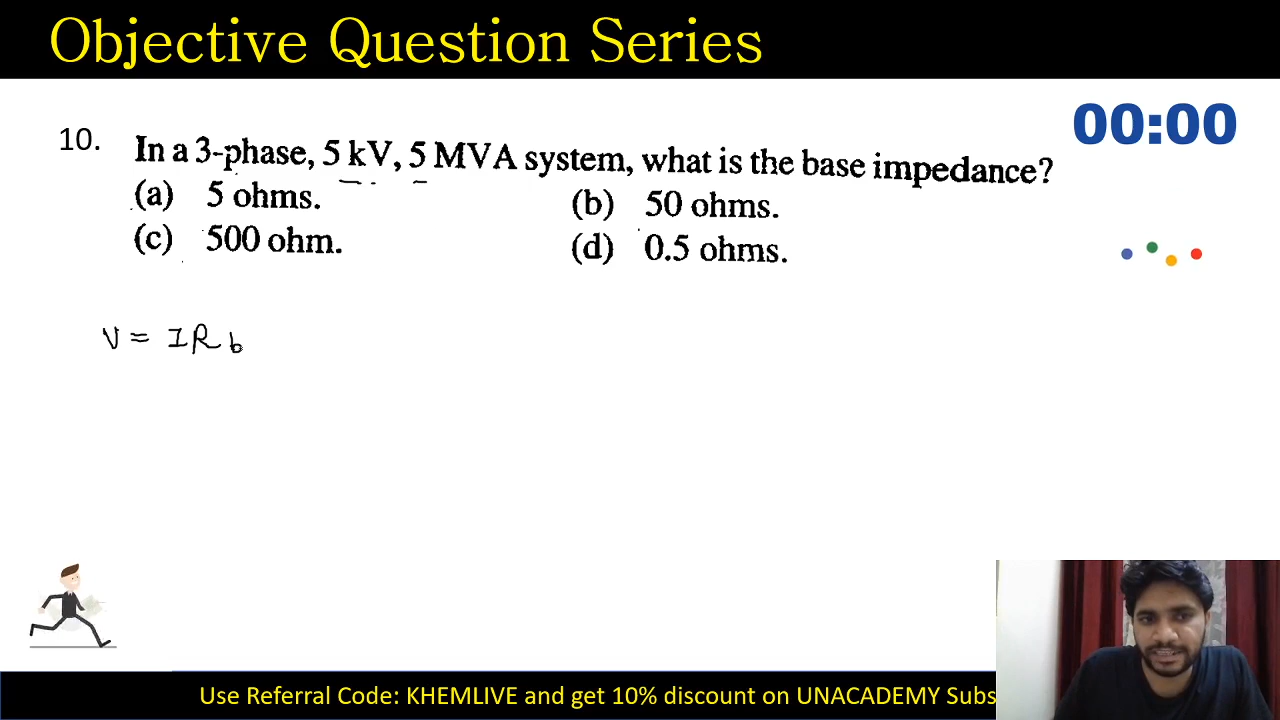 Objective Question Series
00:00
10. In a 3-phase, 5 kV, 5 MVA system, what is the base impedance?
(a) 5 ohms. (b) 50 ohms.
(c) 500 ohm. (d) 0.5 ohms.
V = IR b
Use Referral Code: KHEMLIVE and get 10% discount on UNACADEMY Subs